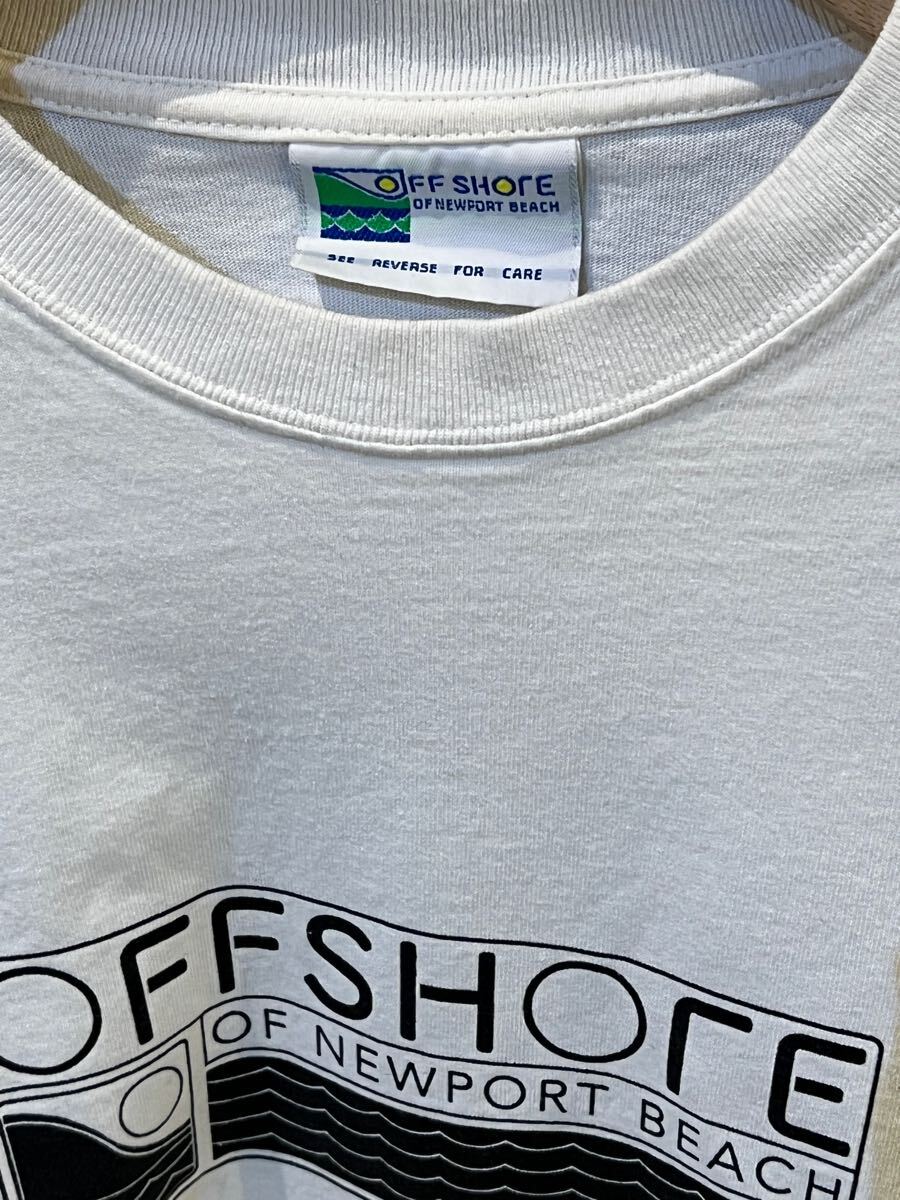 OFF SHOrE
OF NEWPORT BEACH
SEE REVERSE FOR CARE
OFFSHOrE
OF NEWPORT BEACH